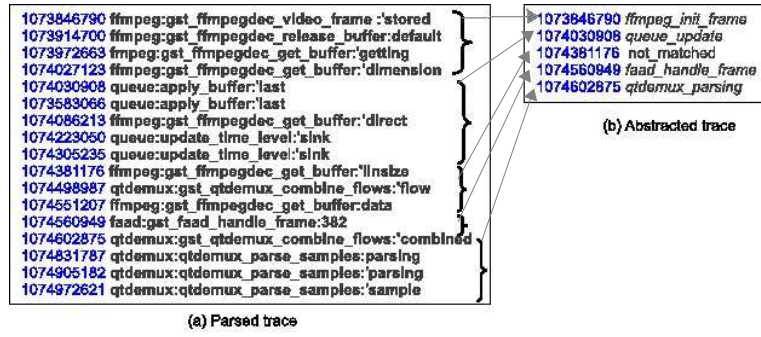 1073846790 ffmpeg:gst_ffmpegdec_video_frame :'stored
1073914700 ffmpeg:gst_ffmpegdec_release_buffer:default
1073972663 fmpeg:gst_ffmpegdec_get_buffer:'getting
1074027123 ffmpeg:gst_ffmpegdec_get_buffer:'dimension
1074030908 queue:apply_buffer:'last
1073583066 queue:apply_buffer:'last
1074086213 ffmpeg:gst_ffmpegdec_get_buffer:'direct
1074223050 queue:update_time_level:'sink
1074305235 queue:update_time_level:'sink
1074381176 ffmpeg:gst_ffmpegdec_get_buffer:'linsize
1074498987 qtdemux:gst_qtdemux_combine_flows:'flow
1074551207 ffmpeg:gst_ffmpegdec_get_buffer:data
1074560949 faad:gst_faad_handle_frame:382
1074602875 qtdemux:gst_qtdemux_combine_flows:'combined
1074831787 qtdemux:qtdemux_parse_samples:parsing
1074905182 qtdemux:qtdemux_parse_samples:'parsing
1074972621 qtdemux:qtdemux_parse_samples:'sample
(a) Parsed trace
1073846790 ffmpeg_init_frame
1074030908 queue_update
1074381176 not_matched
1074560949 faad_handle_frame
1074602875 qtdemux_parsing
(b) Abstracted trace